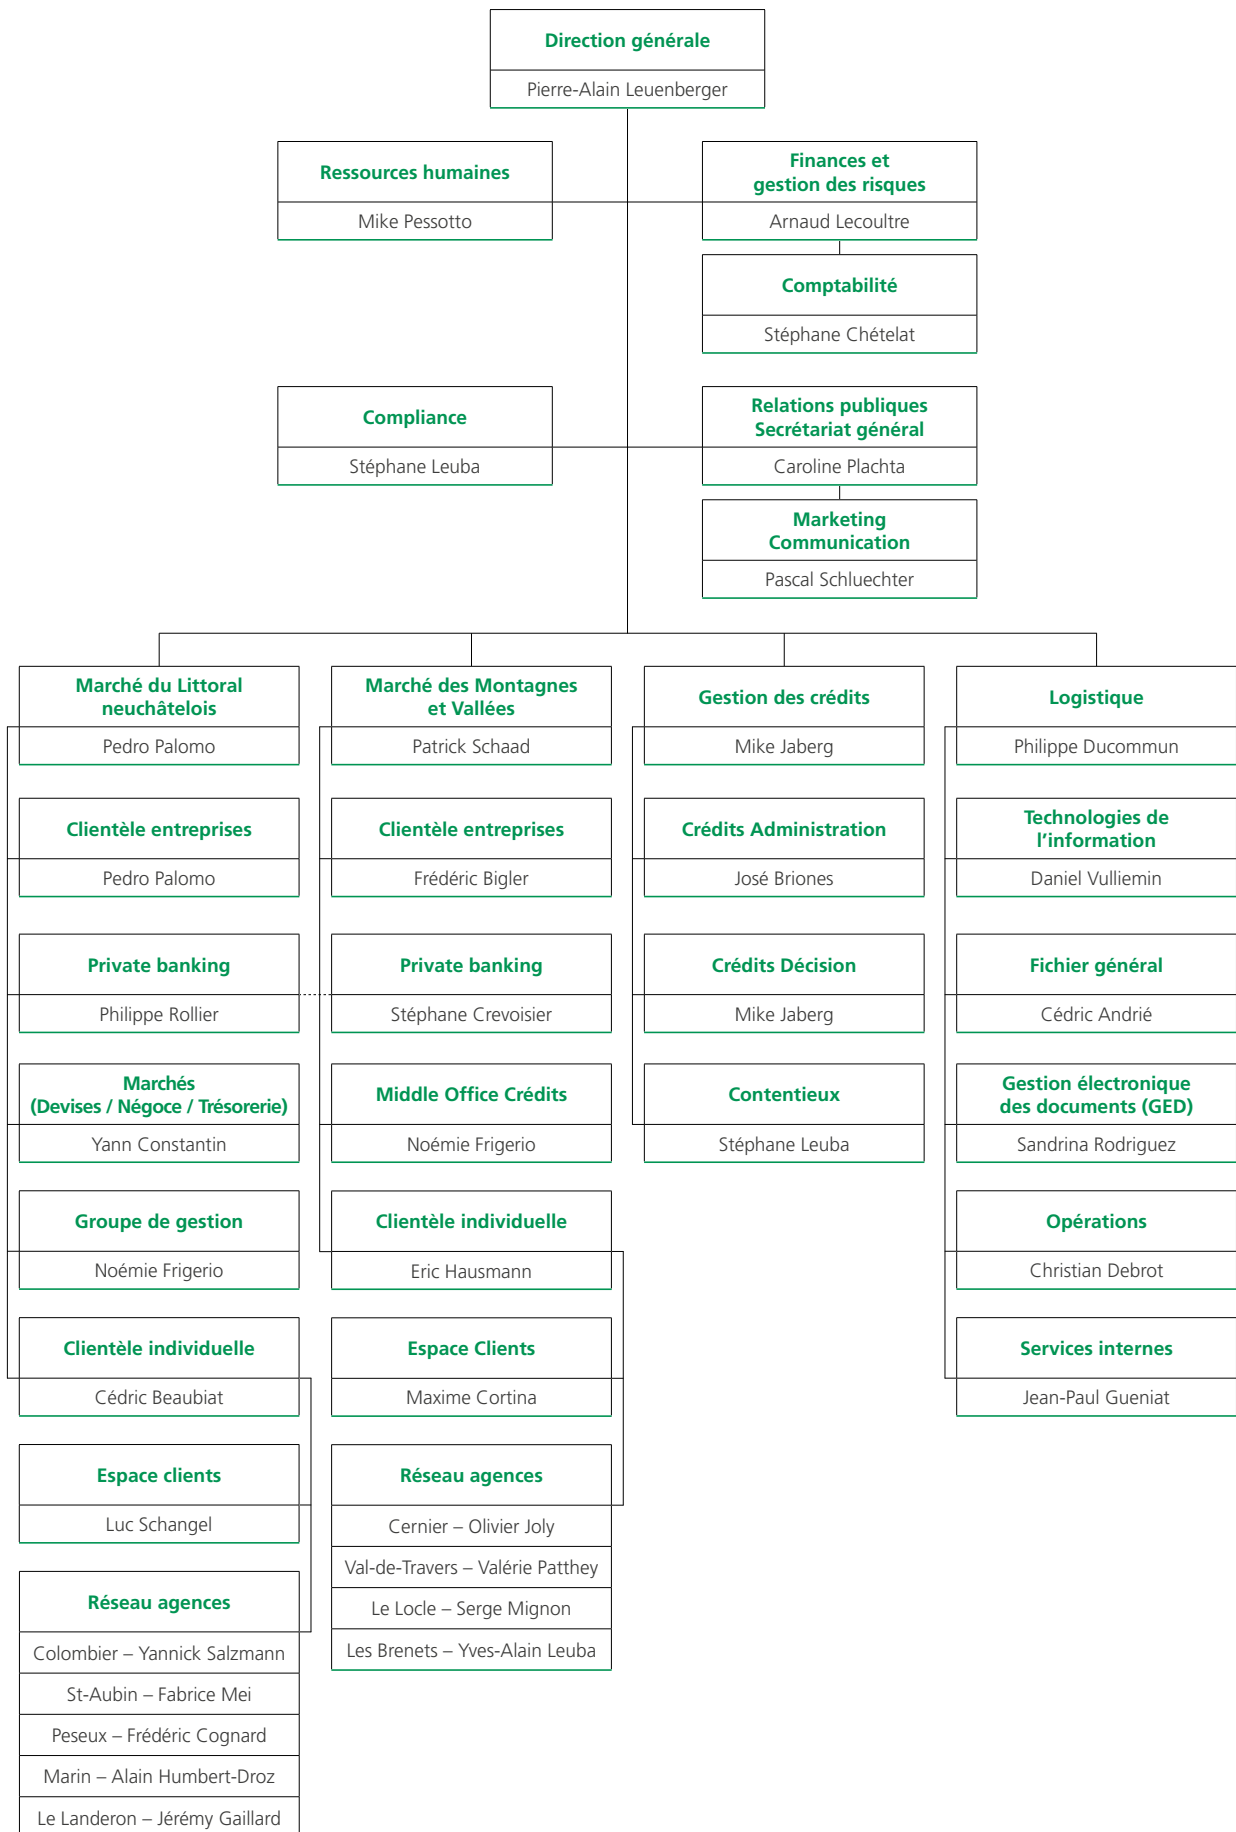 Direction générale
Pierre-Alain Leuenberger
Ressources humaines
Mike Pessotto
Finances et
gestion des risques
Arnaud Lecoultre
Comptabilité
Stéphane Chételat
Compliance
Stéphane Leuba
Relations publiques
Secrétariat général
Caroline Plachta
Marketing
Communication
Pascal Schluechter
Marché du Littoral
neuchâtelois
Pedro Palomo
Clientèle entreprises
Pedro Palomo
Private banking
Philippe Rollier
Marchés
(Devises / Négoce / Trésorerie)
Yann Constantin
Groupe de gestion
Noémie Frigerio
Clientèle individuelle
Cédric Beaubiat
Espace clients
Luc Schangel
Réseau agences
Colombier – Yannick Salzmann
St-Aubin – Fabrice Mei
Peseux – Frédéric Cognard
Marin – Alain Humbert-Droz
Le Landeron – Jérémy Gaillard
Marché des Montagnes
et Vallées
Patrick Schaad
Clientèle entreprises
Frédéric Bigler
Private banking
Stéphane Crevoisier
Middle Office Crédits
Noémie Frigerio
Clientèle individuelle
Eric Hausmann
Espace Clients
Maxime Cortina
Réseau agences
Cernier – Olivier Joly
Val-de-Travers – Valérie Patthey
Le Locle – Serge Mignon
Les Brenets – Yves-Alain Leuba
Gestion des crédits
Mike Jaberg
Crédits Administration
José Briones
Crédits Décision
Mike Jaberg
Contentieux
Stéphane Leuba
Logistique
Philippe Ducommun
Technologies de
l’information
Daniel Vulliemin
Fichier général
Cédric Andrié
Gestion électronique
des documents (GED)
Sandrina Rodriguez
Opérations
Christian Debrot
Services internes
Jean-Paul Gueniat